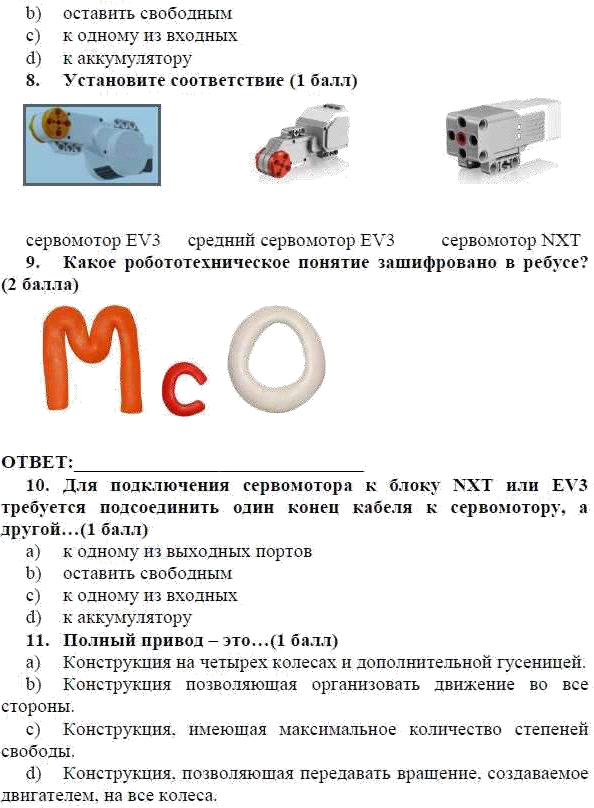 b) оставить свободным
c) к одному из входных
d) к аккумулятору
8. Установите соответствие (1 балл)
сервомотор EV3 средний сервомотор EV3 сервомотор NXT
9. Какое робототехническое понятие зашифровано в ребусе?
(2 балла)
М с О
ОТВЕТ:______________________________
10. Для подключения сервомотора к блоку NXT или EV3
требуется подсоединить один конец кабеля к сервомотору, а
другой…(1 балл)
a) к одному из выходных портов
b) оставить свободным
c) к одному из входных
d) к аккумулятору
11. Полный привод – это…(1 балл)
a) Конструкция на четырех колесах и дополнительной гусеницей.
b) Конструкция позволяющая организовать движение во все
стороны.
c) Конструкция, имеющая максимальное количество степеней
свободы.
d) Конструкция, позволяющая передавать вращение, создаваемое
двигателем, на все колеса.